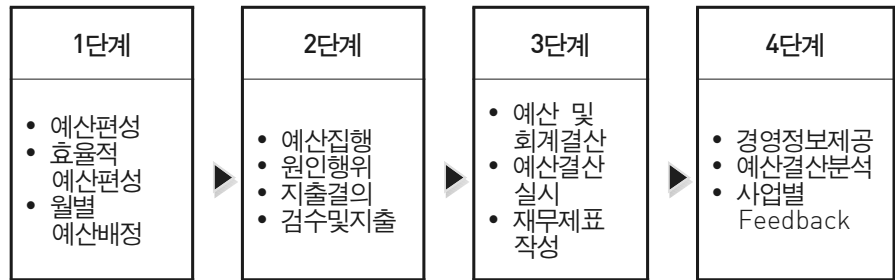 1단계
• 예산편성
• 효율적
예산편성
• 월별
예산배정
2단계
• 예산집행
• 원인행위
• 지출결의
• 검수및지출
3단계
• 예산 및
회계결산
• 예산결산
실시
• 재무제표
작성
4단계
• 경영정보제공
• 예산결산분석
• 사업별
Feedback